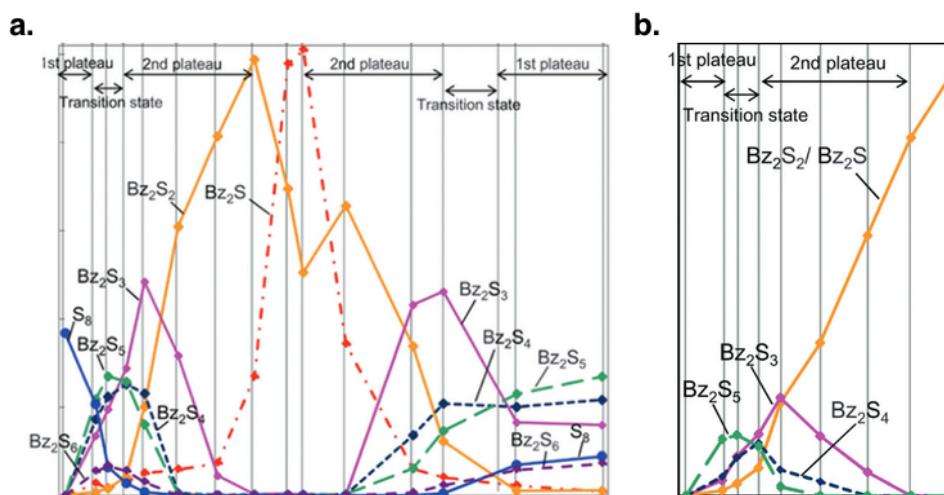 a.
1st plateau
2nd plateau
2nd plateau
1st plateau
Transition state
Transition state
Bz₂S₂
Bz₂S
Bz₂S₃
S₈
Bz₂S₅
Bz₂S₄
Bz₂S₆
Bz₂S₃
Bz₂S₄
Bz₂S₅
Bz₂S₆
S₈
b.
1st plateau
2nd plateau
Transition state
Bz₂S₂/ Bz₂S
Bz₂S₃
Bz₂S₅
Bz₂S₄